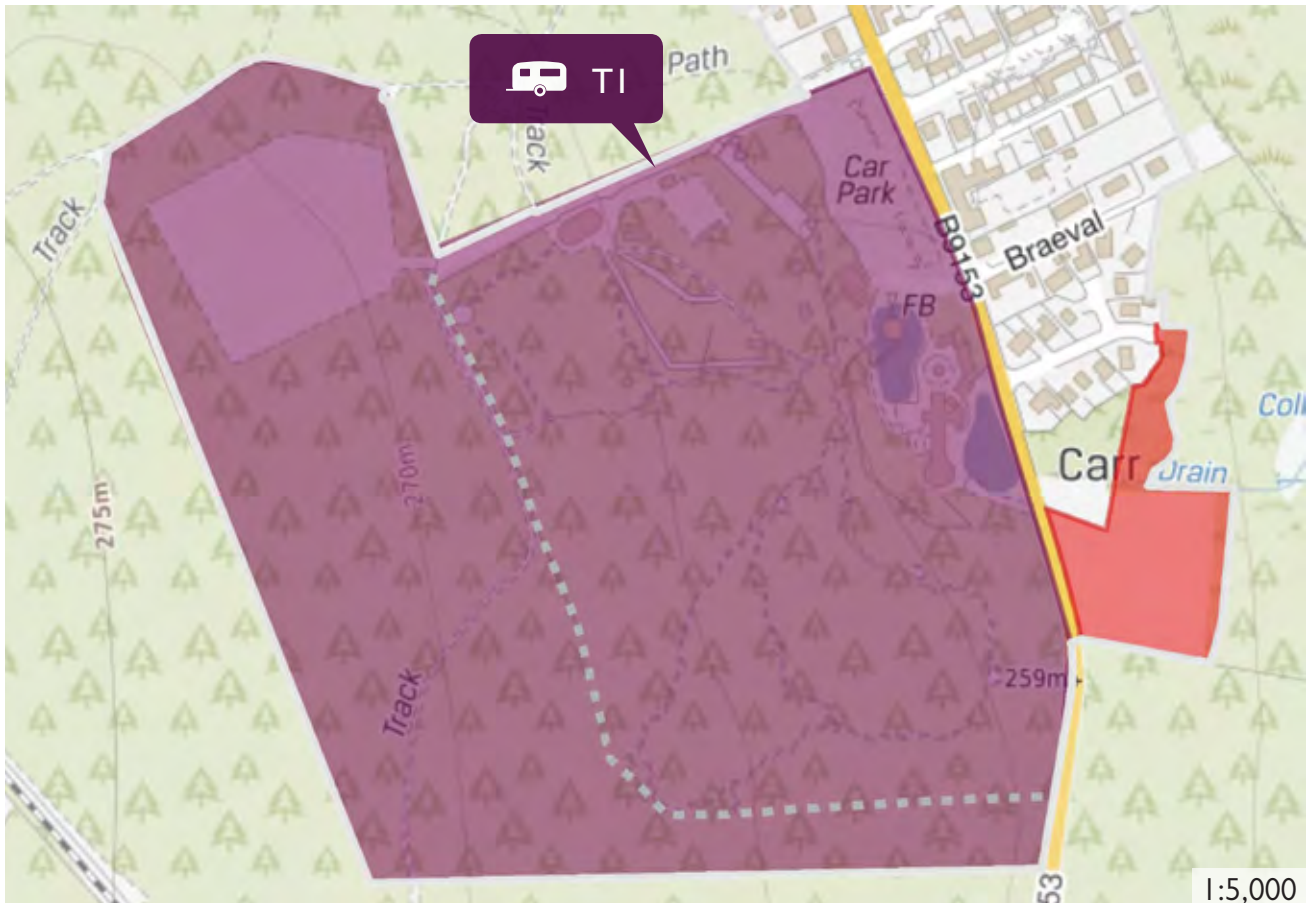 TI
Path
Track
Car
Park
Track
B9153
Braeval
FB
Coll
Carr
Drain
270m
275m
259m
Track
53
1:5,000